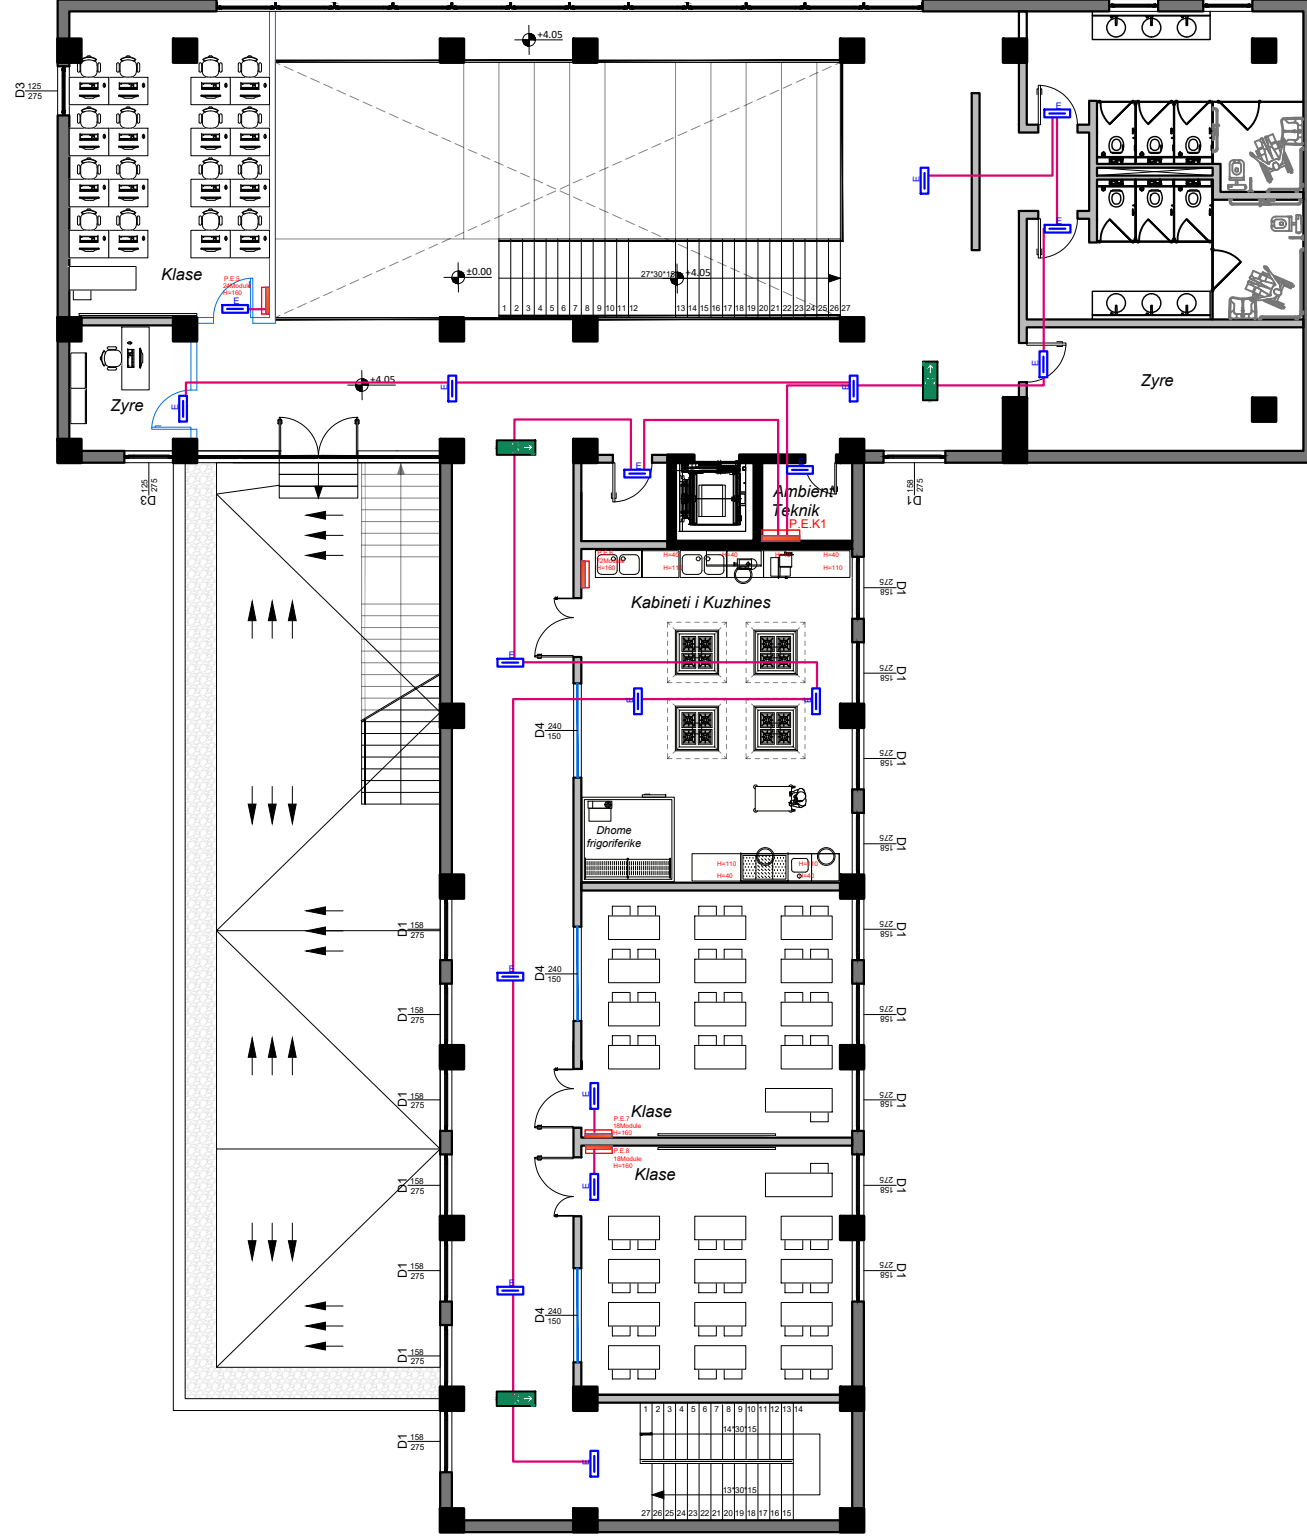 +4.05
D3 125
275
E
E
Klase
±0.00
27*30*15
+4.05
P.E.5
24Module
H=160
E
1 2 3 4 5 6 7 8 9 10 11 12
13 14 15 16 17 18 19 20 21 22 23 24 25 26 27
E
E
+4.05
E
E
Zyre
Zyre
E
D3 125
275
E
E
D1 158
275
Ambient
Teknik
P.E.K1
H=160
H=40
H=40
H=40
H=110
H=110
Kabineti i Kuzhines
D1 158
275
E
D1 158
275
E
E
D4 240
150
D1 158
275
Dhome
frigoriferike
D1 158
275
H=110
H=40
D1 158
275
D1 158
275
E
D4 240
150
D1 158
275
D1 158
275
D1 158
275
E
D1 158
275
Klase
P.E.7
18Module
H=160
P.E.8
18Module
H=160
Klase
E
D1 158
275
D1 158
275
D1 158
275
D1 158
275
E
D4 240
150
D1 158
275
1 2 3 4 5 6 7 8 9 10 11 12 13 14
14*30*15
D1 158
275
E
13*30*15
27 26 25 24 23 22 21 20 19 18 17 16 15